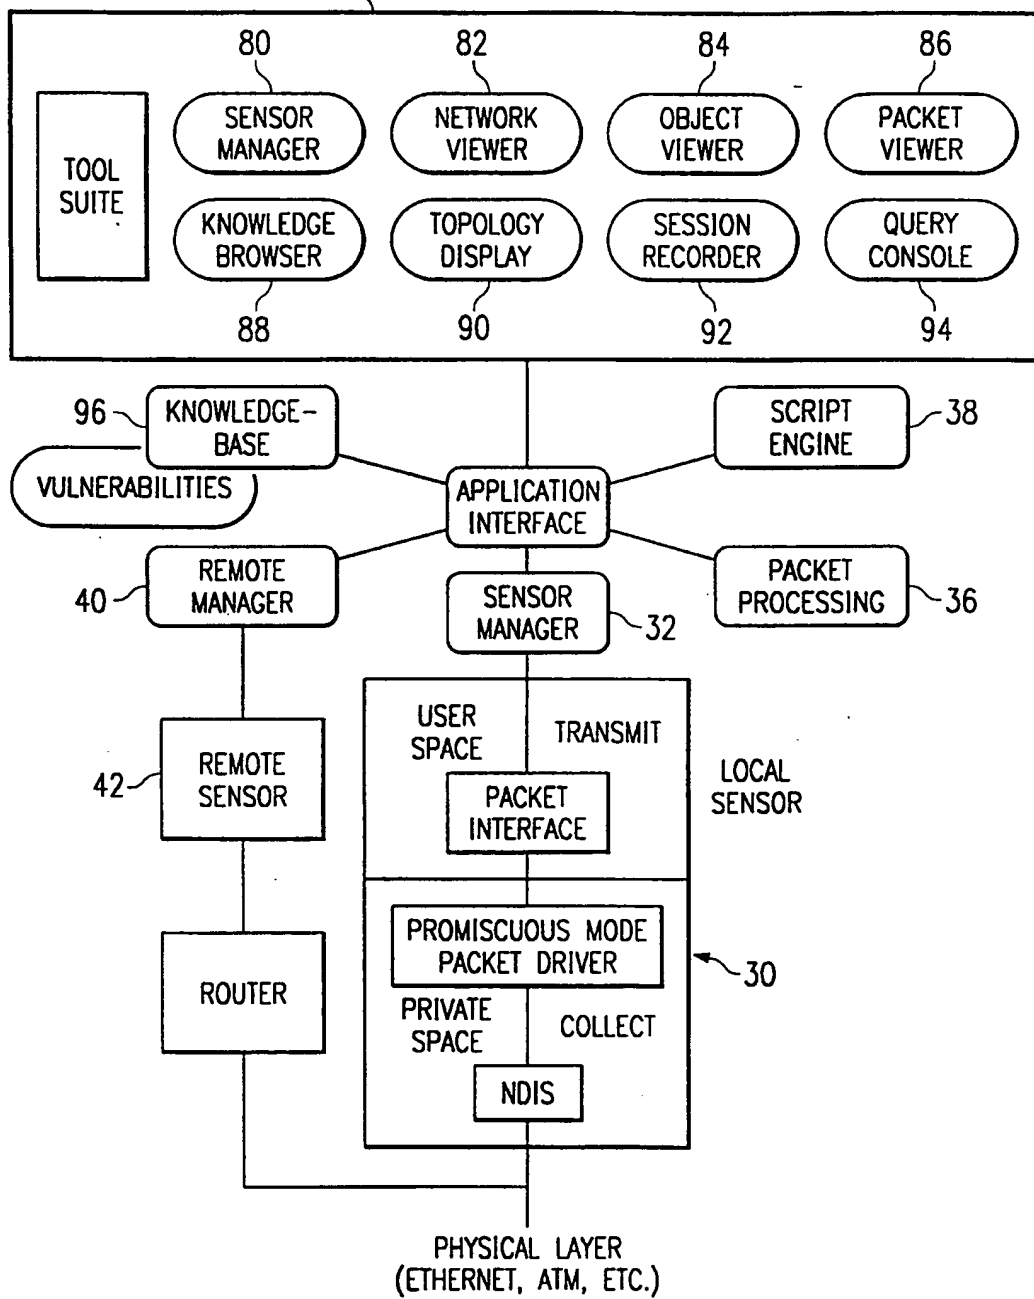 80
82
84
86
TOOL
SUITE
SENSOR
MANAGER
NETWORK
VIEWER
OBJECT
VIEWER
PACKET
VIEWER
KNOWLEDGE
BROWSER
TOPOLOGY
DISPLAY
SESSION
RECORDER
QUERY
CONSOLE
88
90
92
94
96
KNOWLEDGE-
BASE
VULNERABILITIES
SCRIPT
ENGINE
38
APPLICATION
INTERFACE
40
REMOTE
MANAGER
SENSOR
MANAGER
32
PACKET
PROCESSING
36
42
REMOTE
SENSOR
USER
SPACE
TRANSMIT
PACKET
INTERFACE
LOCAL
SENSOR
ROUTER
PROMISCUOUS MODE
PACKET DRIVER
30
PRIVATE
SPACE
COLLECT
NDIS
PHYSICAL LAYER
(ETHERNET, ATM, ETC.)